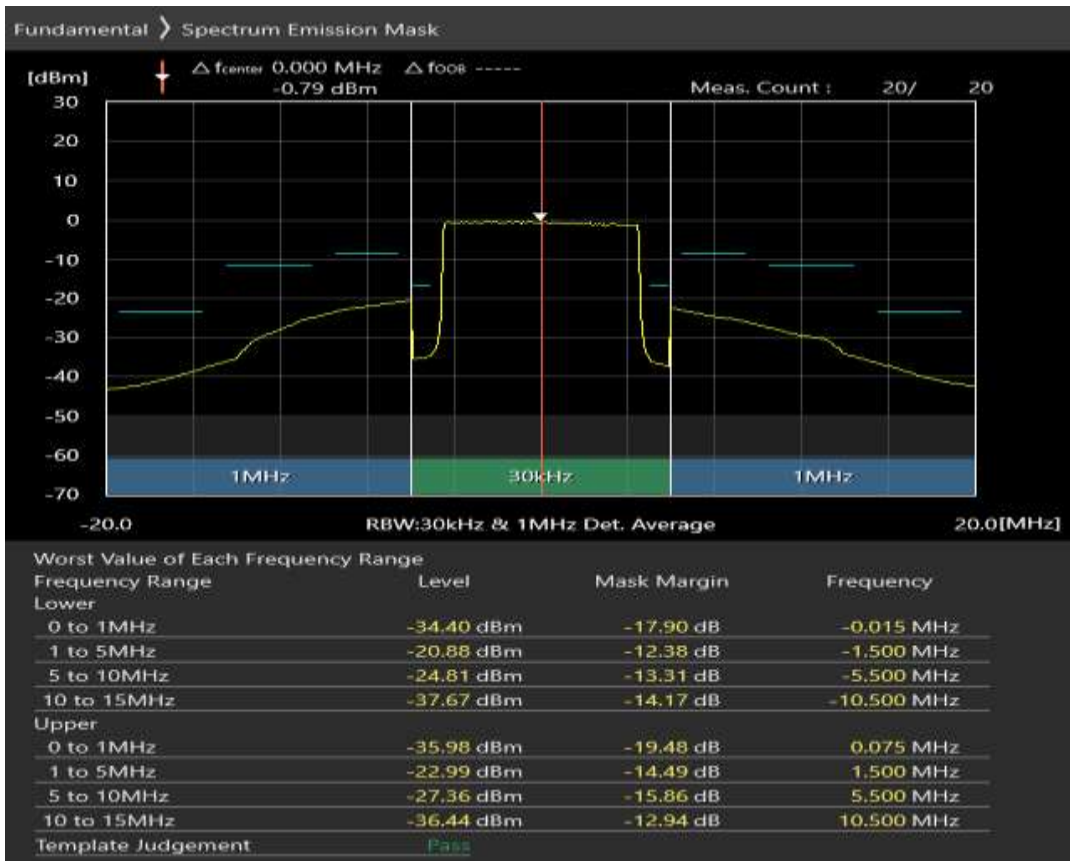 Fundamental 》 Spectrum Emission Mask
[dBm] △ fcenter 0.000 MHz △ fOOB -----
-0.79 dBm Meas. Count : 20/ 20
30
20
10
0
-10
-20
-30
-40
-50
-60
1MHz 30kHz 1MHz
-70
-20.0 RBW:30kHz & 1MHz Det. Average 20.0[MHz]
Worst Value of Each Frequency Range
Frequency Range Level Mask Margin Frequency
Lower
0 to 1MHz -34.40 dBm -17.90 dB -0.015 MHz
1 to 5MHz -20.88 dBm -12.38 dB -1.500 MHz
5 to 10MHz -24.81 dBm -13.31 dB -5.500 MHz
10 to 15MHz -37.67 dBm -14.17 dB -10.500 MHz
Upper
0 to 1MHz -35.98 dBm -19.48 dB 0.075 MHz
1 to 5MHz -22.99 dBm -14.49 dB 1.500 MHz
5 to 10MHz -27.36 dBm -15.86 dB 5.500 MHz
10 to 15MHz -36.44 dBm -12.94 dB 10.500 MHz
Template Judgement Pass